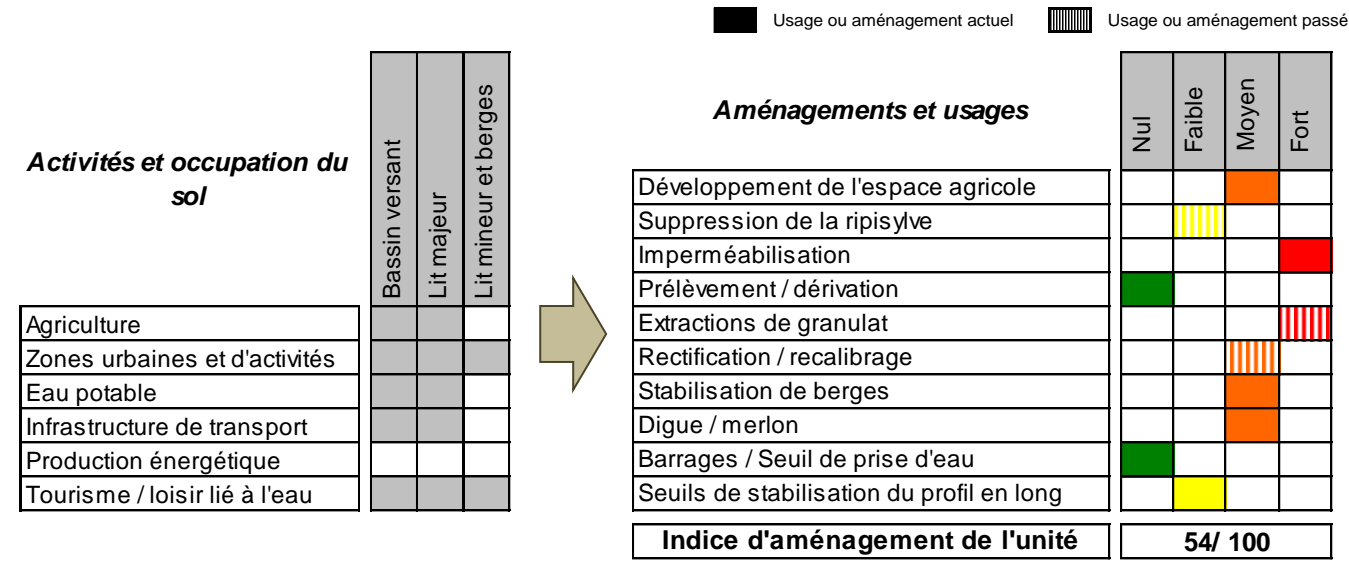 Usage ou aménagement actuel
Usage ou aménagement passé
Activités et occupation du
sol
Bassin versant
Lit majeur
Lit mineur et berges
Agriculture
Zones urbaines et d'activités
Eau potable
Infrastructure de transport
Production énergétique
Tourisme / loisir lié à l'eau
Aménagements et usages
Nul
Faible
Moyen
Fort
Développement de l'espace agricole
Suppression de la ripisylve
Imperméabilisation
Prélèvement / dérivation
Extractions de granulat
Rectification / recalibrage
Stabilisation de berges
Digue / merlon
Barrages / Seuil de prise d'eau
Seuils de stabilisation du profil en long
Indice d'aménagement de l'unité
54/ 100